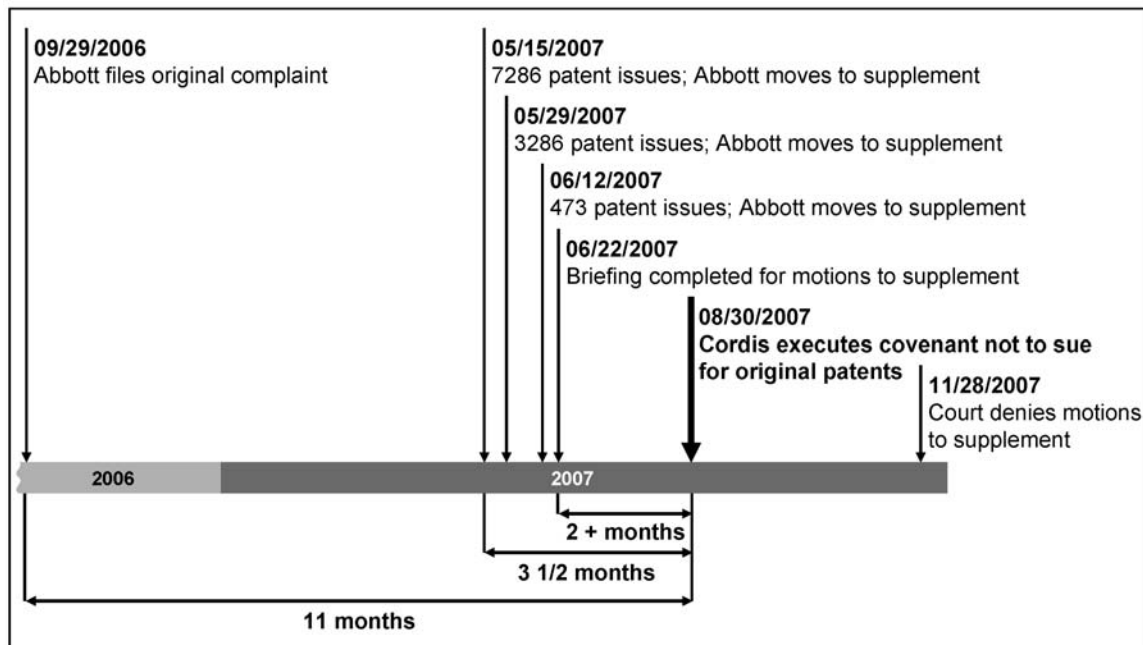 09/29/2006
Abbott files original complaint
05/15/2007
7286 patent issues; Abbott moves to supplement
05/29/2007
3286 patent issues; Abbott moves to supplement
06/12/2007
473 patent issues; Abbott moves to supplement
06/22/2007
Briefing completed for motions to supplement
08/30/2007
Cordis executes covenant not to sue
for original patents
11/28/2007
Court denies motions
to supplement
2006
2007
2 + months
3 1/2 months
11 months